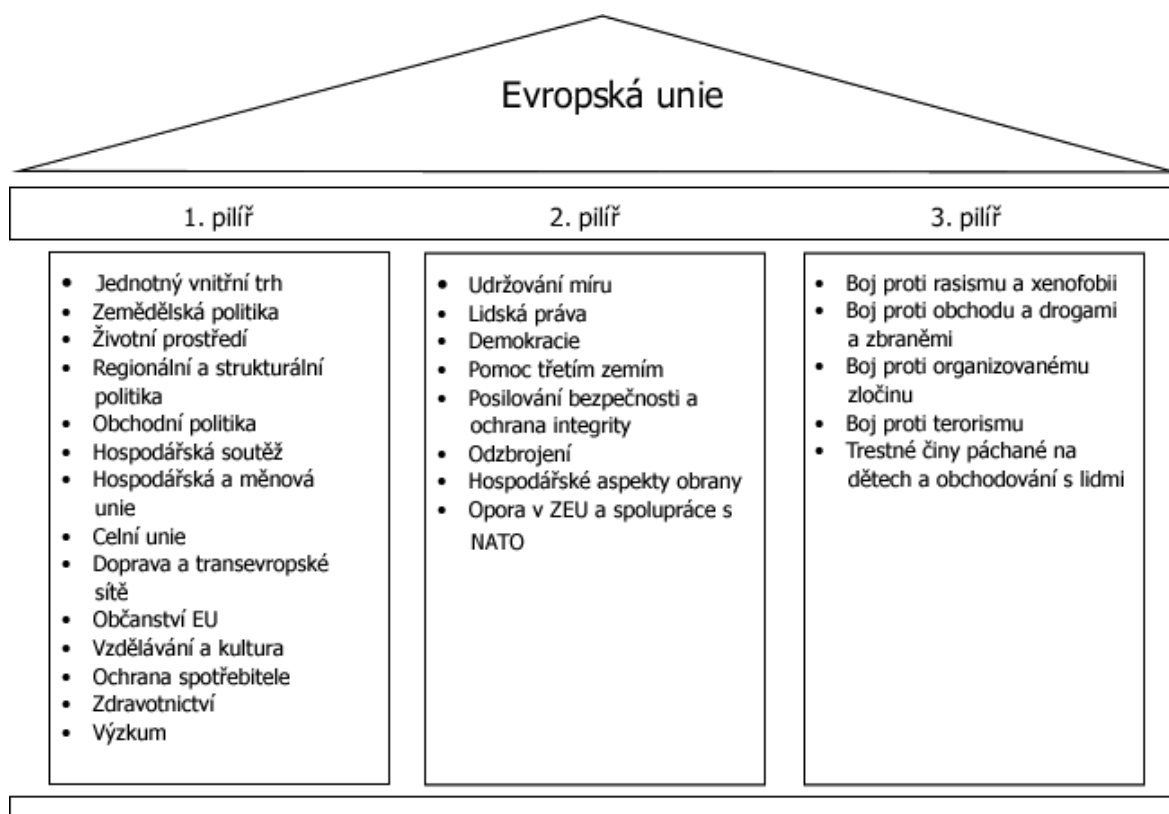 Evropská unie
1. pilíř
2. pilíř
3. pilíř
• Jednotný vnitřní trh
• Zemědělská politika
• Životní prostředí
• Regionální a strukturální
politika
• Obchodní politika
• Hospodářská soutěž
• Hospodářská a měnová
unie
• Celní unie
• Doprava a transevropské
sítě
• Občanství EU
• Vzdělávání a kultura
• Ochrana spotřebitele
• Zdravotnictví
• Výzkum
• Udržování míru
• Lidská práva
• Demokracie
• Pomoc třetím zemím
• Posilování bezpečnosti a
ochrana integrity
• Odzbrojení
• Hospodářské aspekty obrany
• Opora v ZEU a spolupráce s
NATO
• Boj proti rasismu a xenofobii
• Boj proti obchodu a drogami
a zbraněmi
• Boj proti organizovanému
zločinu
• Boj proti terorismu
• Trestné činy páchané na
dětech a obchodování s lidmi